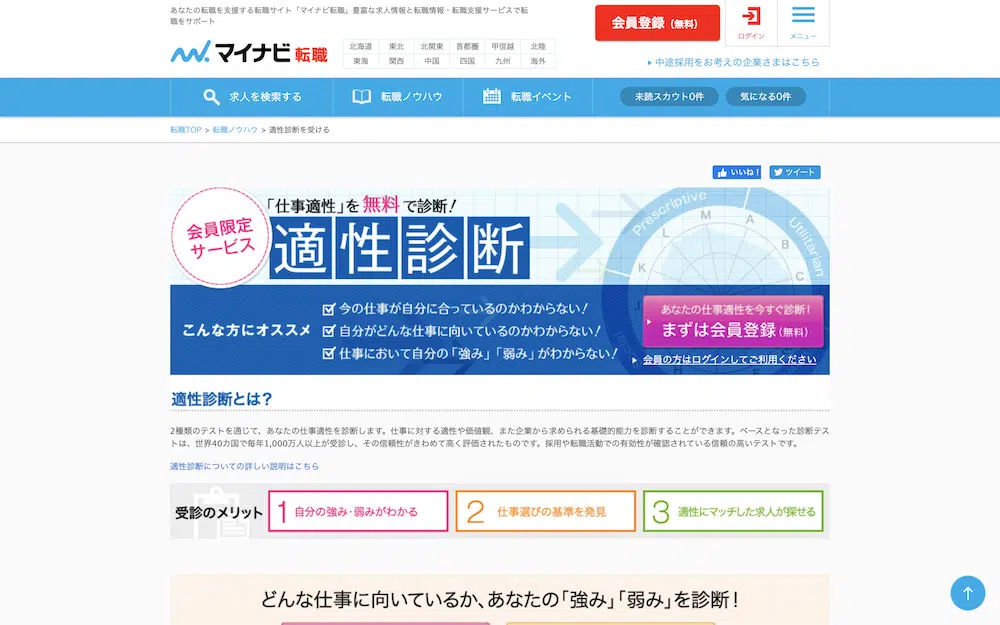 あなたの転職を支援する転職サイト「マイナビ転職」豊富な求人情報と転職情報・転職支援サービスで転
職をサポート
会員登録（無料）
ログイン
メニュー
マイナビ転職
北海道 東北 北関東 首都圏 甲信越 北陸
東海 関西 中国 四国 九州 海外
中途採用をお考えの企業さまはこちら
求人を検索する 転職ノウハウ 転職イベント 未読スカウト0件 気になる0件
転職TOP > 転職ノウハウ > 適性診断を受ける
いいね！ ツイート
会員限定
サービス
「仕事適性」を無料で診断！
適性診断
Prescriptive
Utilitarian
L M A B C K J H E
こんな方にオススメ
今の仕事が自分に合っているのかわからない！
自分がどんな仕事に向いているのかわからない！
仕事において自分の「強み」「弱み」がわからない！
あなたの仕事適性を今すぐ診断！
まずは会員登録（無料）
会員の方はログインしてご利用ください
適性診断とは？
2種類のテストを通じて、あなたの仕事適性を診断します。仕事に対する適性や価値観、また企業から求められる基礎的能力を診断することができます。ベースとなった診断テス
トは、世界40カ国で毎年1,000万人以上が受診し、その信頼性がきわめて高く評価されたものです。採用や転職活動での有効性が確認されている信頼の高いテストです。
適性診断についての詳しい説明はこちら
受診のメリット
1 自分の強み・弱みがわかる
2 仕事選びの基準を発見
3 適性にマッチした求人が探せる
どんな仕事に向いているか、あなたの「強み」「弱み」を診断！